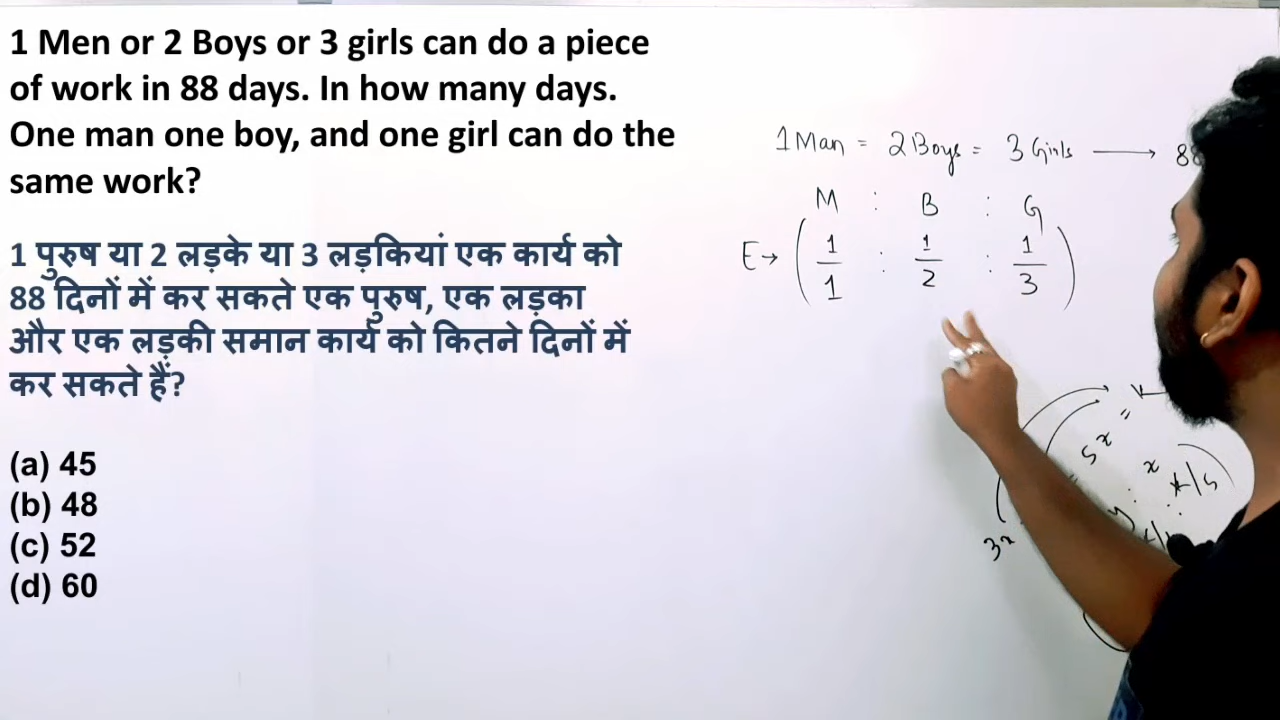 1 Men or 2 Boys or 3 girls can do a piece
of work in 88 days. In how many days.
One man one boy, and one girl can do the
same work?
1 पुरुष या 2 लड़के या 3 लड़कियां एक कार्य को
88 दिनों में कर सकते एक पुरुष, एक लड़का
और एक लड़की समान कार्य को कितने दिनों में
कर सकते हैं?
(a) 45
(b) 48
(c) 52
(d) 60
1 Man = 2 Boys = 3 Girls → 88
M : B : G
E → ( 1/1 : 1/2 : 1/3 )
5x =
x
3x